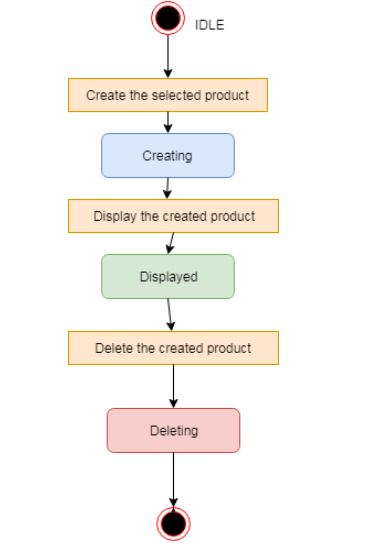 IDLE
Create the selected product
Creating
Display the created product
Displayed
Delete the created product
Deleting